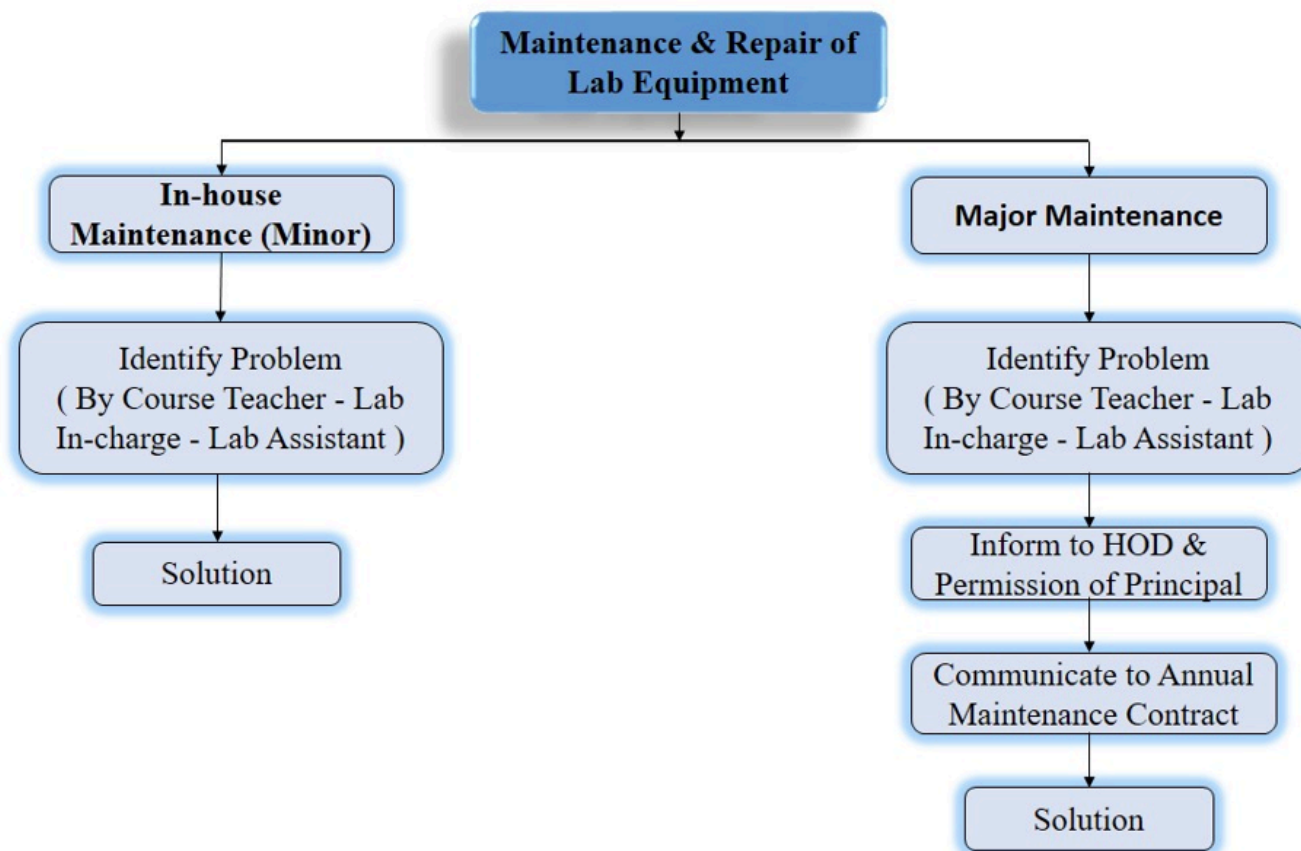 Maintenance & Repair of
Lab Equipment
In-house
Maintenance (Minor)
Identify Problem
( By Course Teacher - Lab
In-charge - Lab Assistant )
Solution
Major Maintenance
Identify Problem
( By Course Teacher - Lab
In-charge - Lab Assistant )
Inform to HOD &
Permission of Principal
Communicate to Annual
Maintenance Contract
Solution